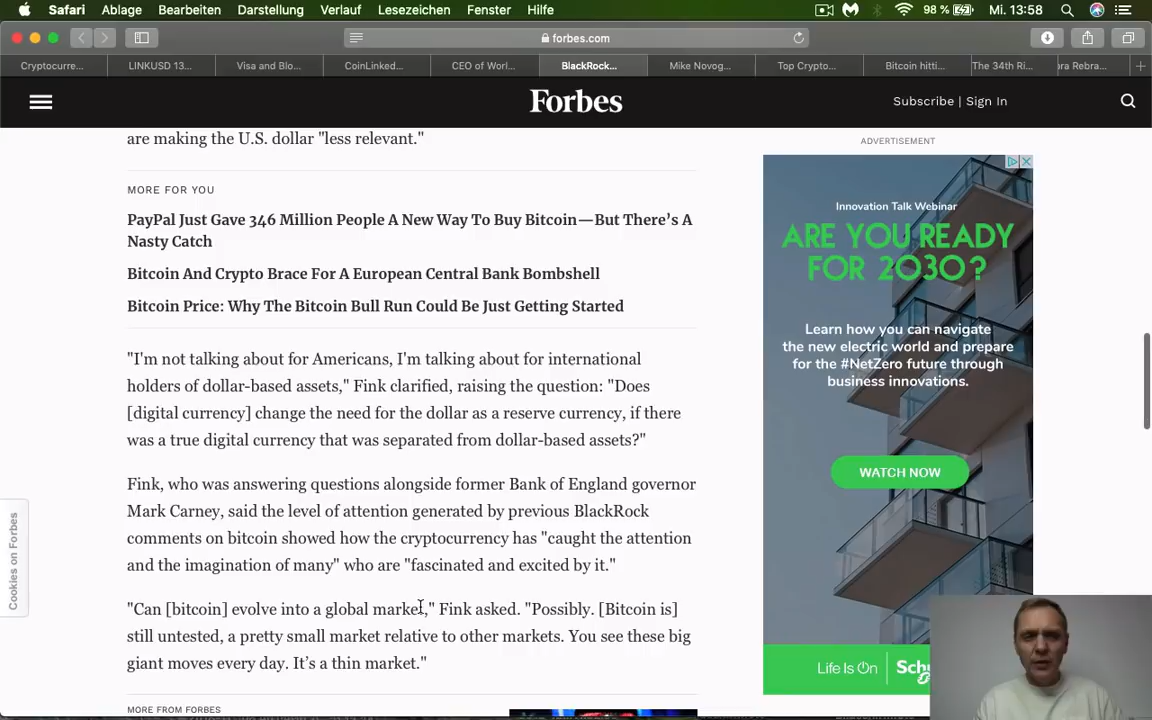 Safari Ablage Bearbeiten Darstellung Verlauf Lesezeichen Fenster Hilfe 98 % Mi. 13:58
forbes.com
Cryptocurre... LINKUSD 13... Visa and Blo... CoinLinked... CEO of Worl... BlackRock... Mike Novog... Top Crypto... Bitcoin hitti... The 34th Ri... ra Rebra...
Forbes
Subscribe | Sign In
are making the U.S. dollar "less relevant."
MORE FOR YOU
PayPal Just Gave 346 Million People A New Way To Buy Bitcoin—But There's A
Nasty Catch
Bitcoin And Crypto Brace For A European Central Bank Bombshell
Bitcoin Price: Why The Bitcoin Bull Run Could Be Just Getting Started
"I'm not talking about for Americans, I'm talking about for international
holders of dollar-based assets," Fink clarified, raising the question: "Does
[digital currency] change the need for the dollar as a reserve currency, if there
was a true digital currency that was separated from dollar-based assets?"
Fink, who was answering questions alongside former Bank of England governor
Mark Carney, said the level of attention generated by previous BlackRock
comments on bitcoin showed how the cryptocurrency has "caught the attention
and the imagination of many" who are "fascinated and excited by it."
"Can [bitcoin] evolve into a global market," Fink asked. "Possibly. [Bitcoin is]
still untested, a pretty small market relative to other markets. You see these big
giant moves every day. It's a thin market."
MORE FROM FORBES
ADVERTISEMENT
Innovation Talk Webinar
ARE YOU READY
FOR 2030?
Learn how you can navigate
the new electric world and prepare
for the #NetZero future through
business innovations.
WATCH NOW
Life Is On Sch
Cookies on Forbes